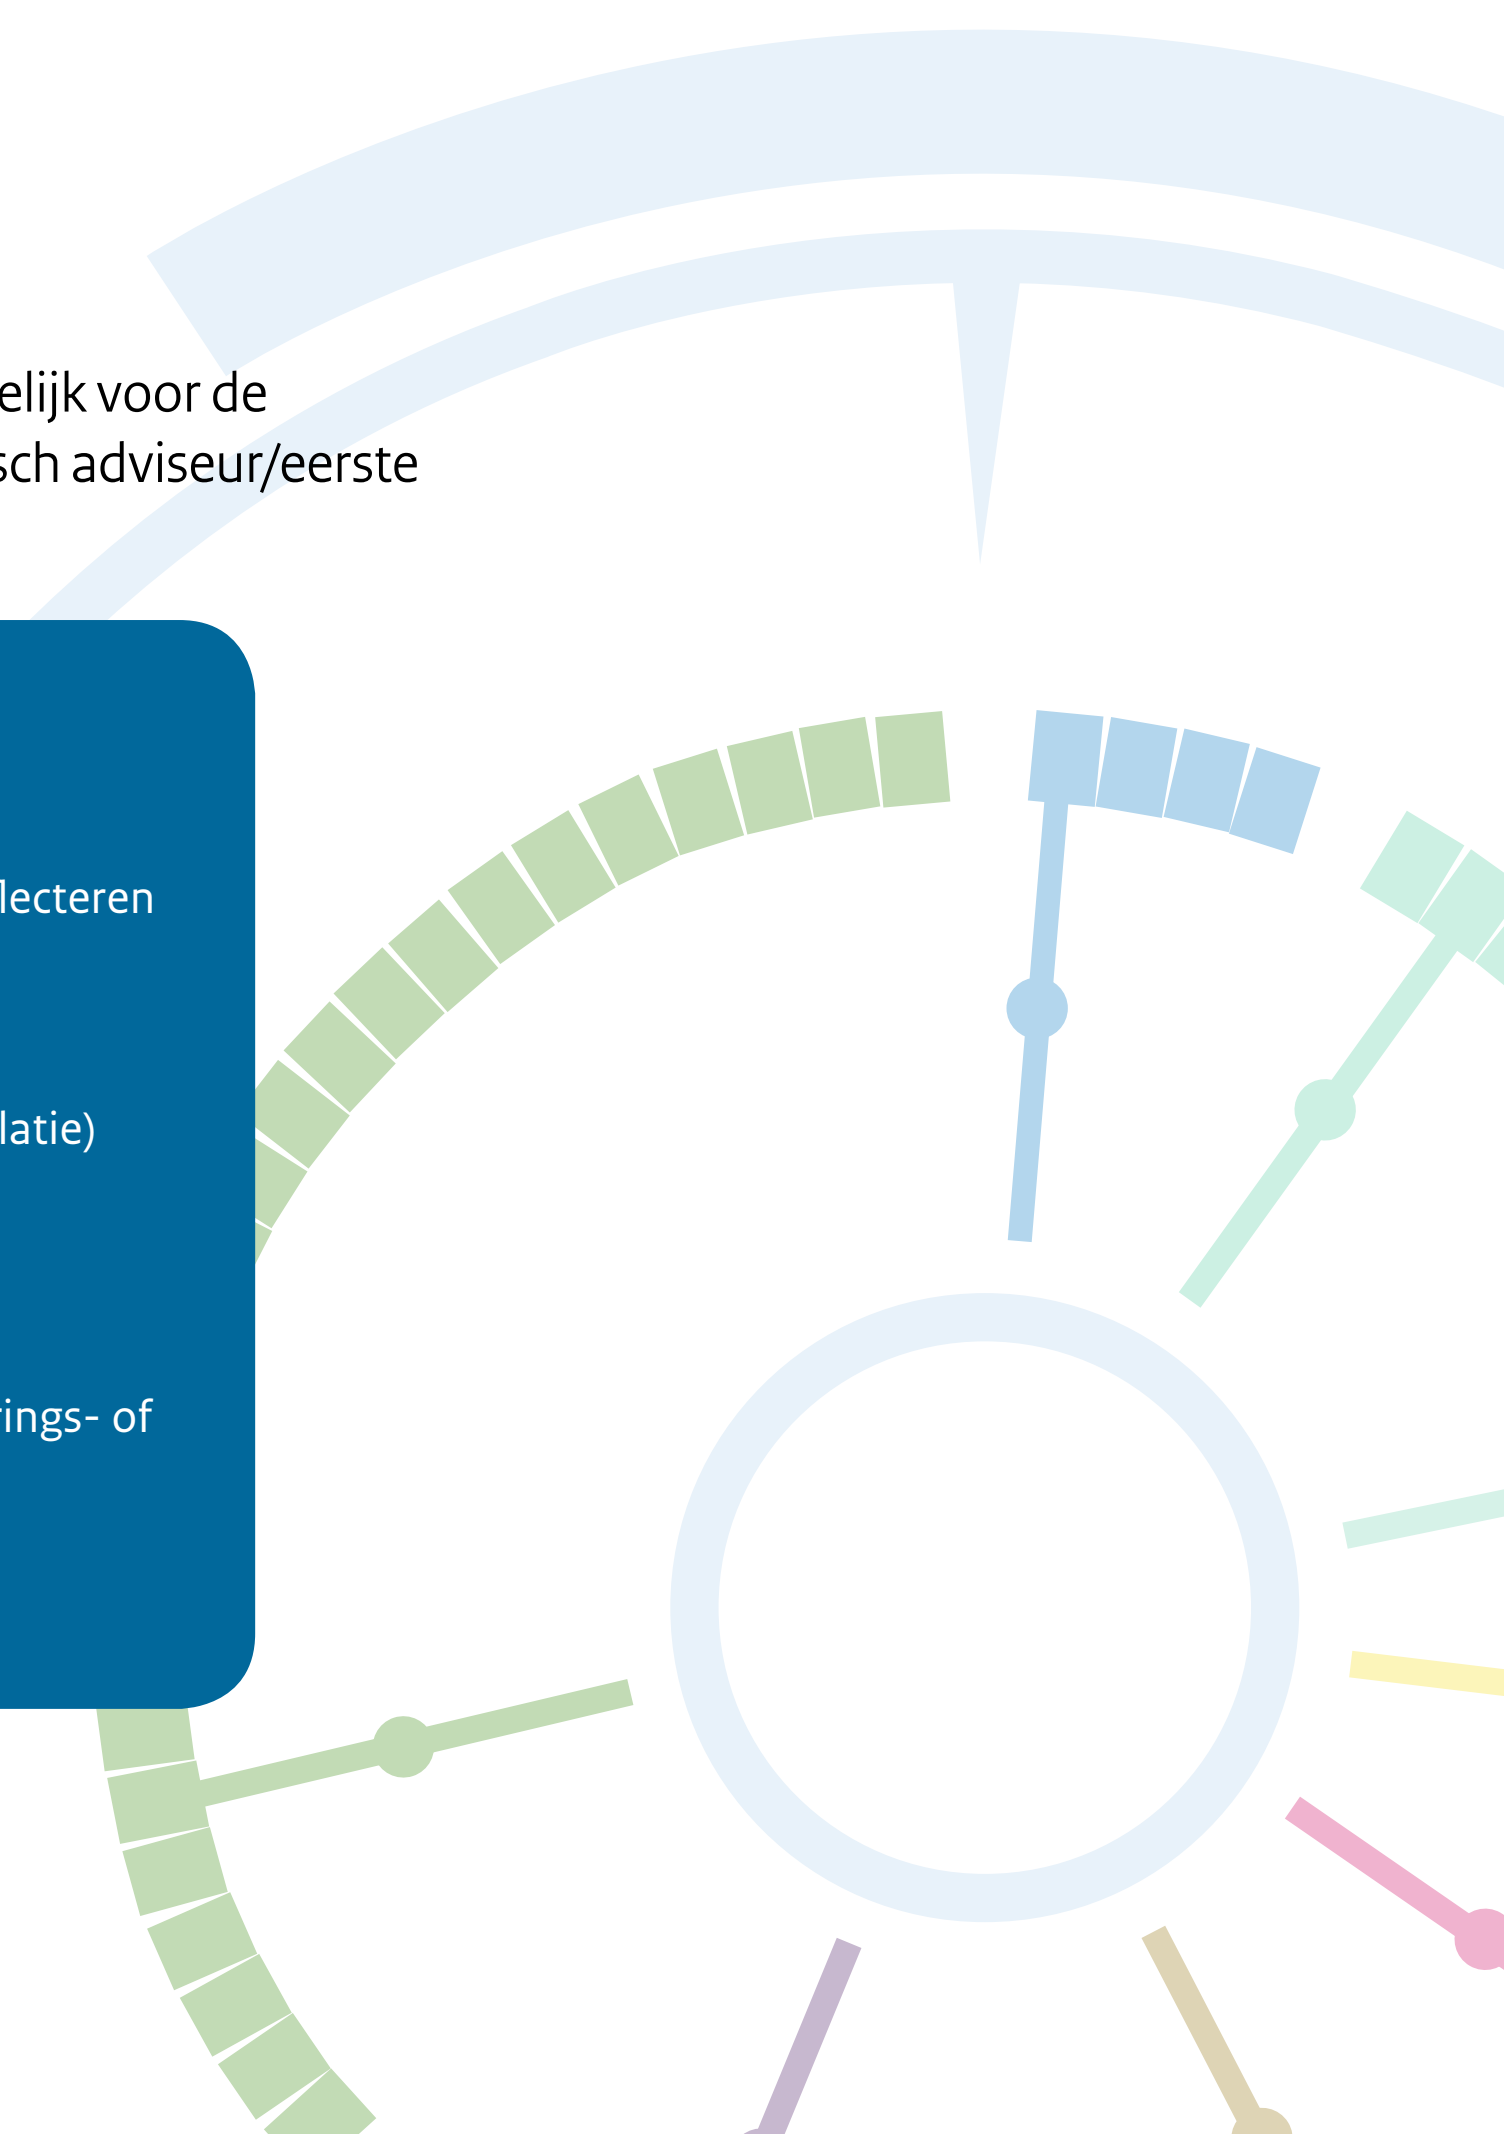 elijk voor de
sch adviseur/eerste
lecteren
latie)
rings- of